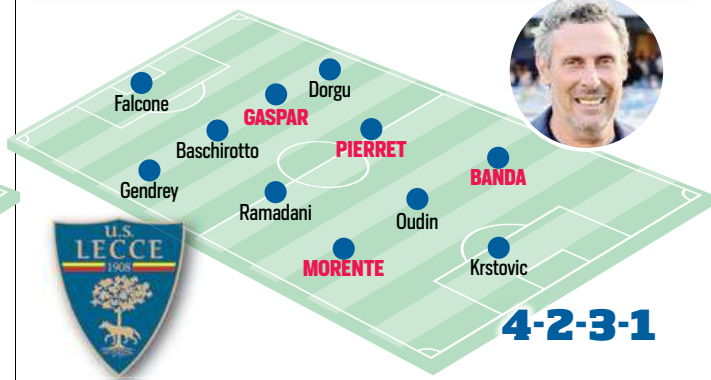 Falcone
GASPAR
Dorgu
Baschirotto
PIERRET
Gendrey
BANDA
Ramadani
Oudin
MORENTE
Krstovic
U.S.
LECCE
1908
4-2-3-1